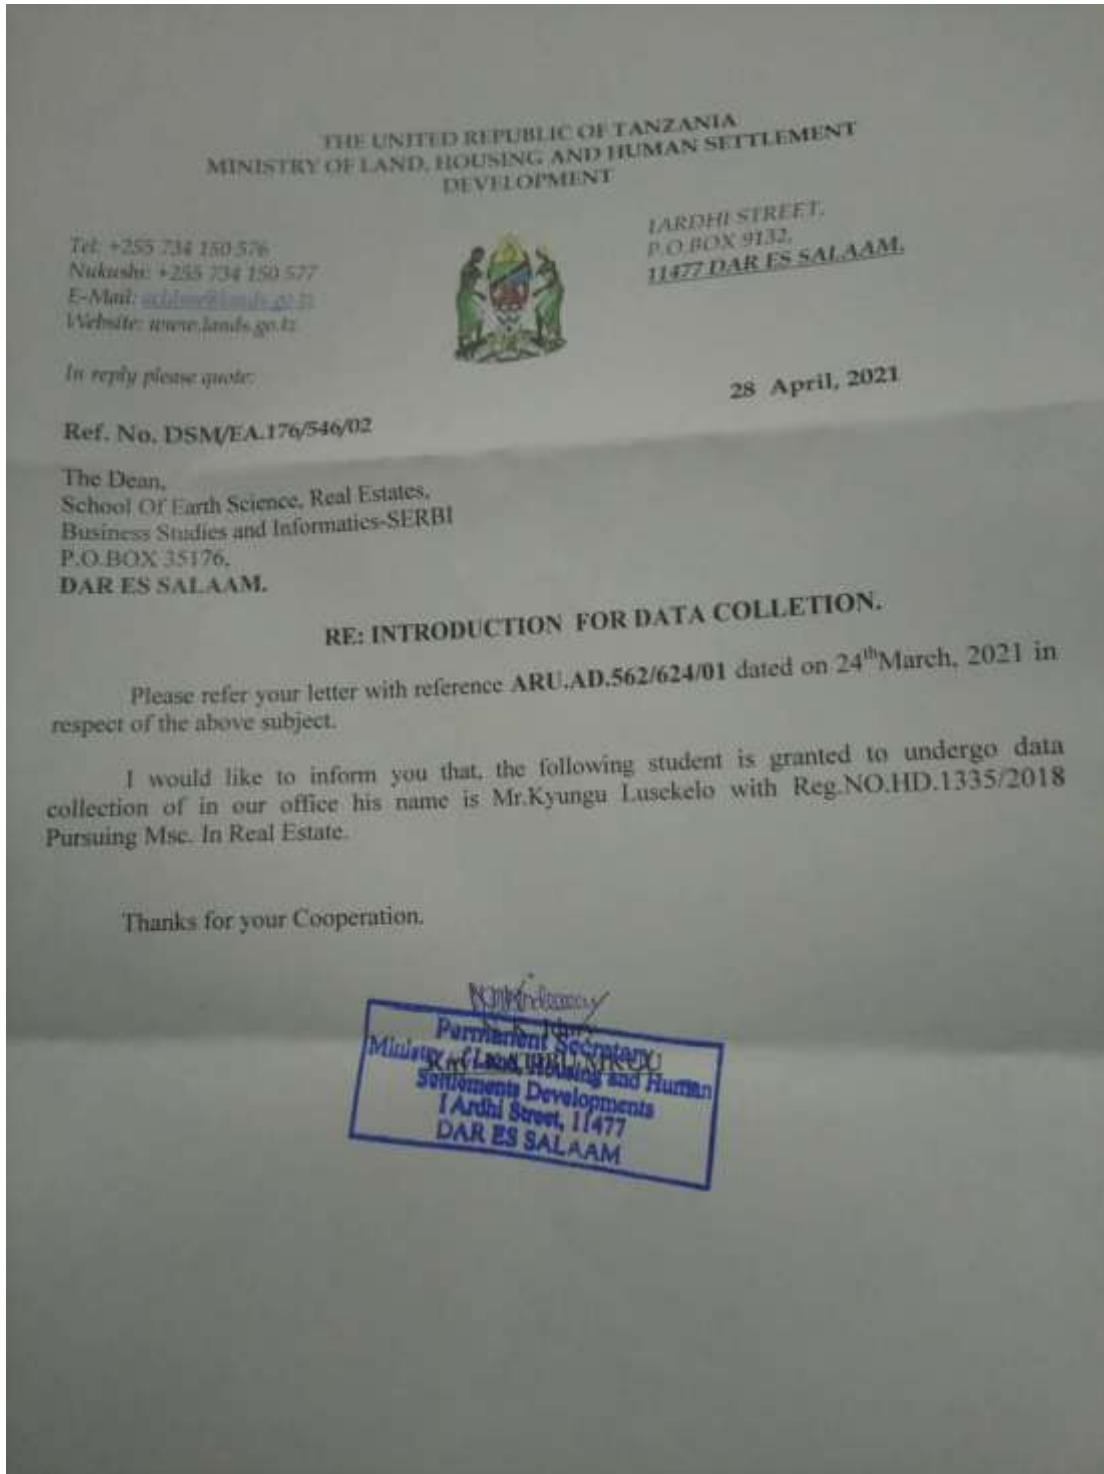 THE UNITED REPUBLIC OF TANZANIA
MINISTRY OF LAND, HOUSING AND HUMAN SETTLEMENT
DEVELOPMENT
Tel: +255 734 150 576
Nukushi: +255 734 150 577
E-Mail:
Website: www.lands.go.tz
1ARDHI STREET,
P.O.BOX 9132,
11477 DAR ES SALAAM.
In reply please quote:
28 April, 2021
Ref. No. DSM/EA.176/546/02
The Dean,
School Of Earth Science, Real Estates,
Business Studies and Informatics-SERBI
P.O.BOX 35176,
DAR ES SALAAM.
RE: INTRODUCTION FOR DATA COLLETION.
Please refer your letter with reference ARU.AD.562/624/01 dated on 24thMarch, 2021 in
respect of the above subject.
I would like to inform you that, the following student is granted to undergo data
collection of in our office his name is Mr.Kyungu Lusekelo with Reg.NO.HD.1335/2018
Pursuing Msc. In Real Estate.
Thanks for your Cooperation.
Permanent Secretary
Ministry of Land, Housing and Human
Settlements Developments
1 Ardhi Street, 11477
DAR ES SALAAM